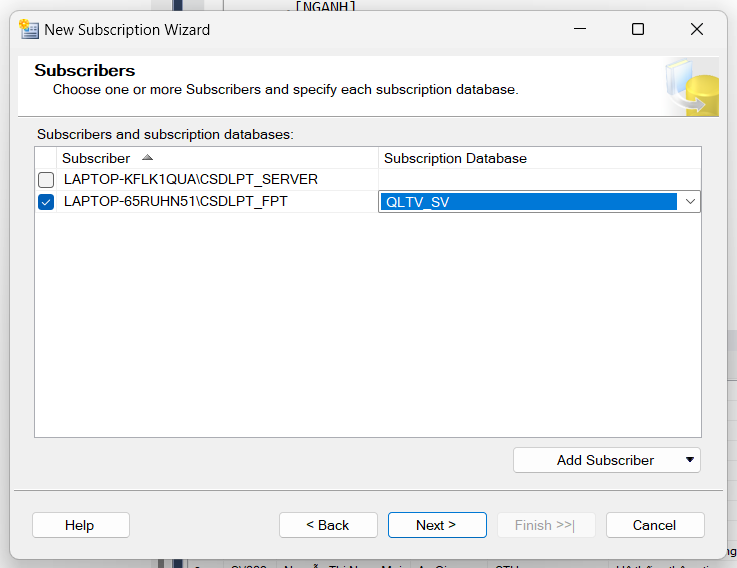 .[NGANH]
New Subscription Wizard
Subscribers
Choose one or more Subscribers and specify each subscription database.
Subscribers and subscription databases:
Subscriber Subscription Database
LAPTOP-KFLK1QUA\CSDLPT_SERVER
LAPTOP-65RUHN51\CSDLPT_FPT QLTV_SV
Add Subscriber
Help < Back Next > Finish >>| Cancel
ng